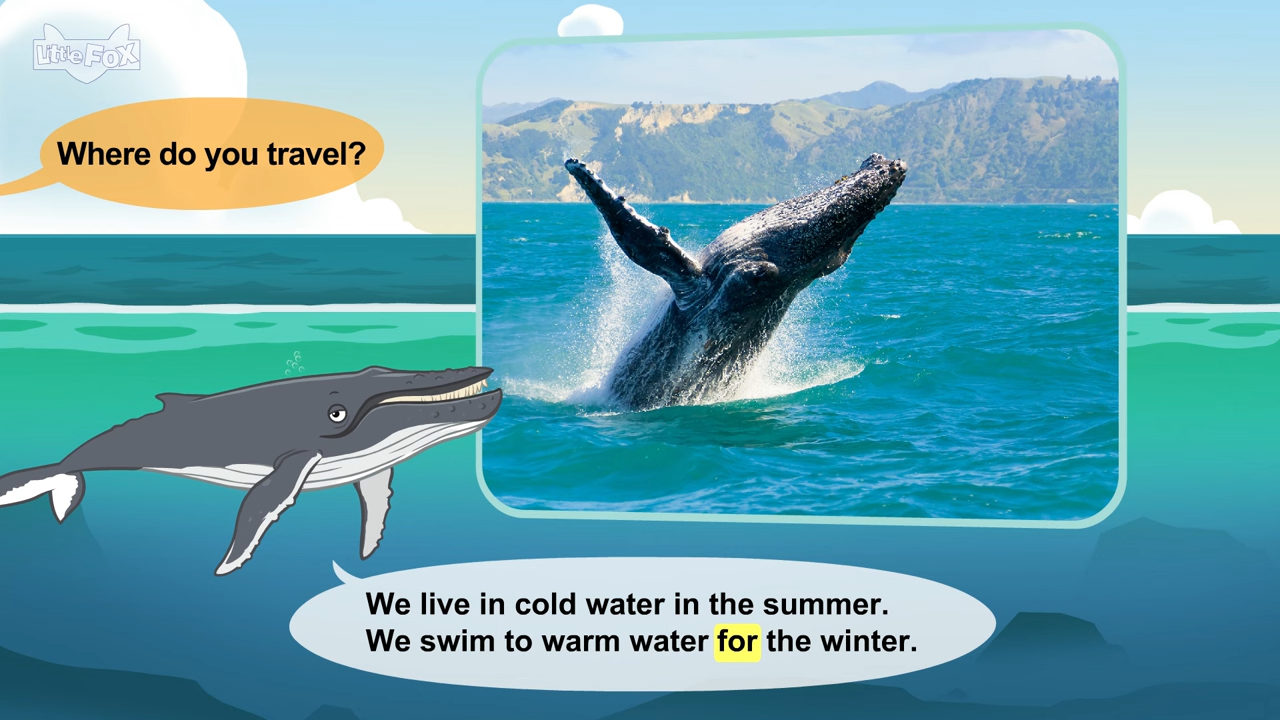 Little Fox
Where do you travel?
We live in cold water in the summer.
We swim to warm water for the winter.